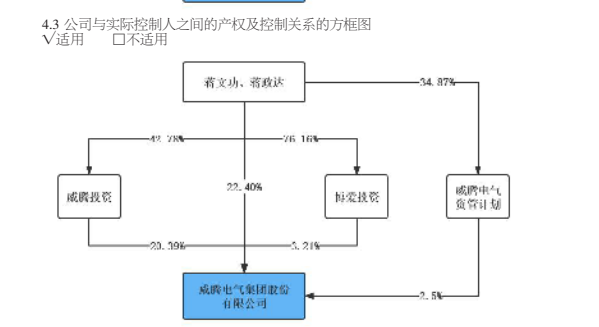 4.3 公司与实际控制人之间的产权及控制关系的方框图
√适用 □不适用
蒋文功、蒋政达
34.87%
42.78%
76.16%
威腾投资
22.40%
博爱投资
威腾电气
资管计划
20.39%
3.21%
威腾电气集团股份
有限公司
2.5%